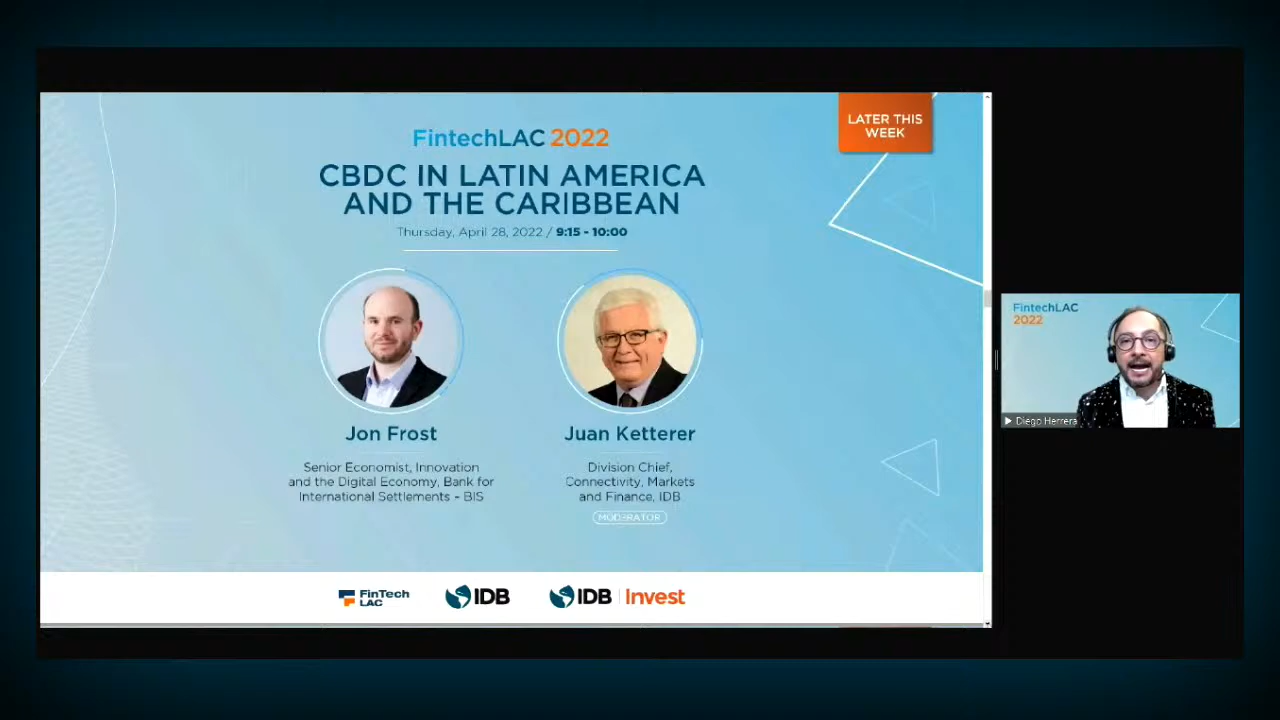 LATER THIS
WEEK
FintechLAC 2022
CBDC IN LATIN AMERICA
AND THE CARIBBEAN
Thursday, April 28, 2022 / 9:15 - 10:00
Jon Frost
Senior Economist, Innovation
and the Digital Economy, Bank for
International Settlements - BIS
Juan Ketterer
Division Chief,
Connectivity, Markets
and Finance, IDB
MODERATOR
FinTech
LAC
IDB
IDB Invest
FintechLAC
2022
Diego Herrera